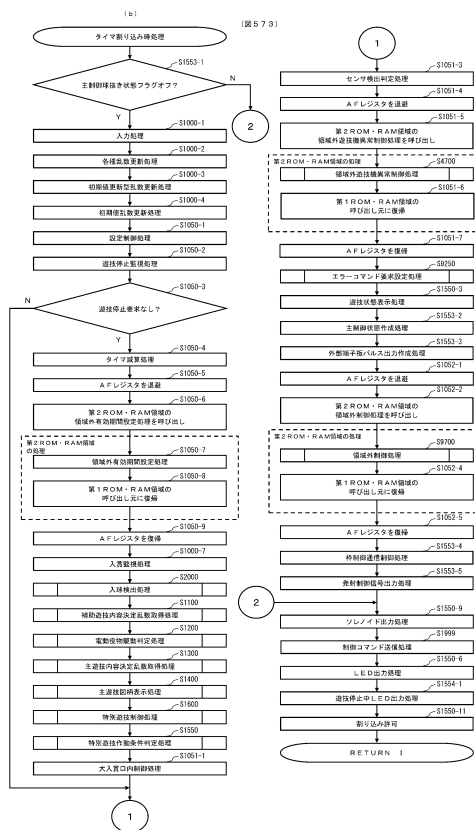 (b)
(図573)
タイマ割り込み時処理
S1553-1
主制御球抜き状態フラグオフ?
N
Y
2
S1000-1
入力処理
S1000-2
各種乱数更新処理
S1000-3
初期値更新型乱数更新処理
S1000-4
初期値乱数更新処理
S1050-1
設定制御処理
S1050-2
遊技停止監視処理
S1050-3
N
遊技停止要求なし?
Y
S1050-4
タイマ減算処理
S1050-5
AFレジスタを退避
S1050-6
第2ROM・RAM領域の
領域外有効期間設定処理を呼び出し
第2ROM・RAM領域
の処理
S1050-7
領域外有効期間設定処理
S1050-8
第1ROM・RAM領域の
呼び出し元に復帰
S1050-9
AFレジスタを復帰
S1000-7
入賞監視処理
S2000
入球検出処理
S1100
補助遊技内容決定乱数取得処理
S1200
電動役物駆動判定処理
S1300
主遊技内容決定乱数取得処理
S1400
主遊技図柄表示処理
S1600
特別遊技制御処理
S1550
特別遊技作動条件判定処理
S1051-1
大入賞口内制御処理
1
1
S1051-3
センサ検出判定処理
S1051-4
AFレジスタを退避
S1051-5
第2ROM・RAM領域の
領域外遊技機異常制御処理を呼び出し
第2ROM・RAM領域の処理
S4700
領域外遊技機異常制御処理
S1051-6
第1ROM・RAM領域の
呼び出し元に復帰
S1051-7
AFレジスタを復帰
S9250
エラーコマンド要求設定処理
S1550-3
遊技状態表示処理
S1553-2
主制御状態作成処理
S1553-3
外部端子板パルス出力作成処理
S1052-1
AFレジスタを退避
S1052-2
第2ROM・RAM領域の
領域外制御処理を呼び出し
第2ROM・RAM領域の処理
S9700
領域外制御処理
S1052-4
第1ROM・RAM領域の
呼び出し元に復帰
S1052-5
AFレジスタを復帰
S1553-4
枠制御通信制御処理
S1553-5
発射制御信号出力処理
2
S1550-9
ソレノイド出力処理
S1999
制御コマンド送信処理
S1550-6
LED出力処理
S1554-1
遊技停止中LED出力処理
S1550-11
割り込み許可
RETURN I